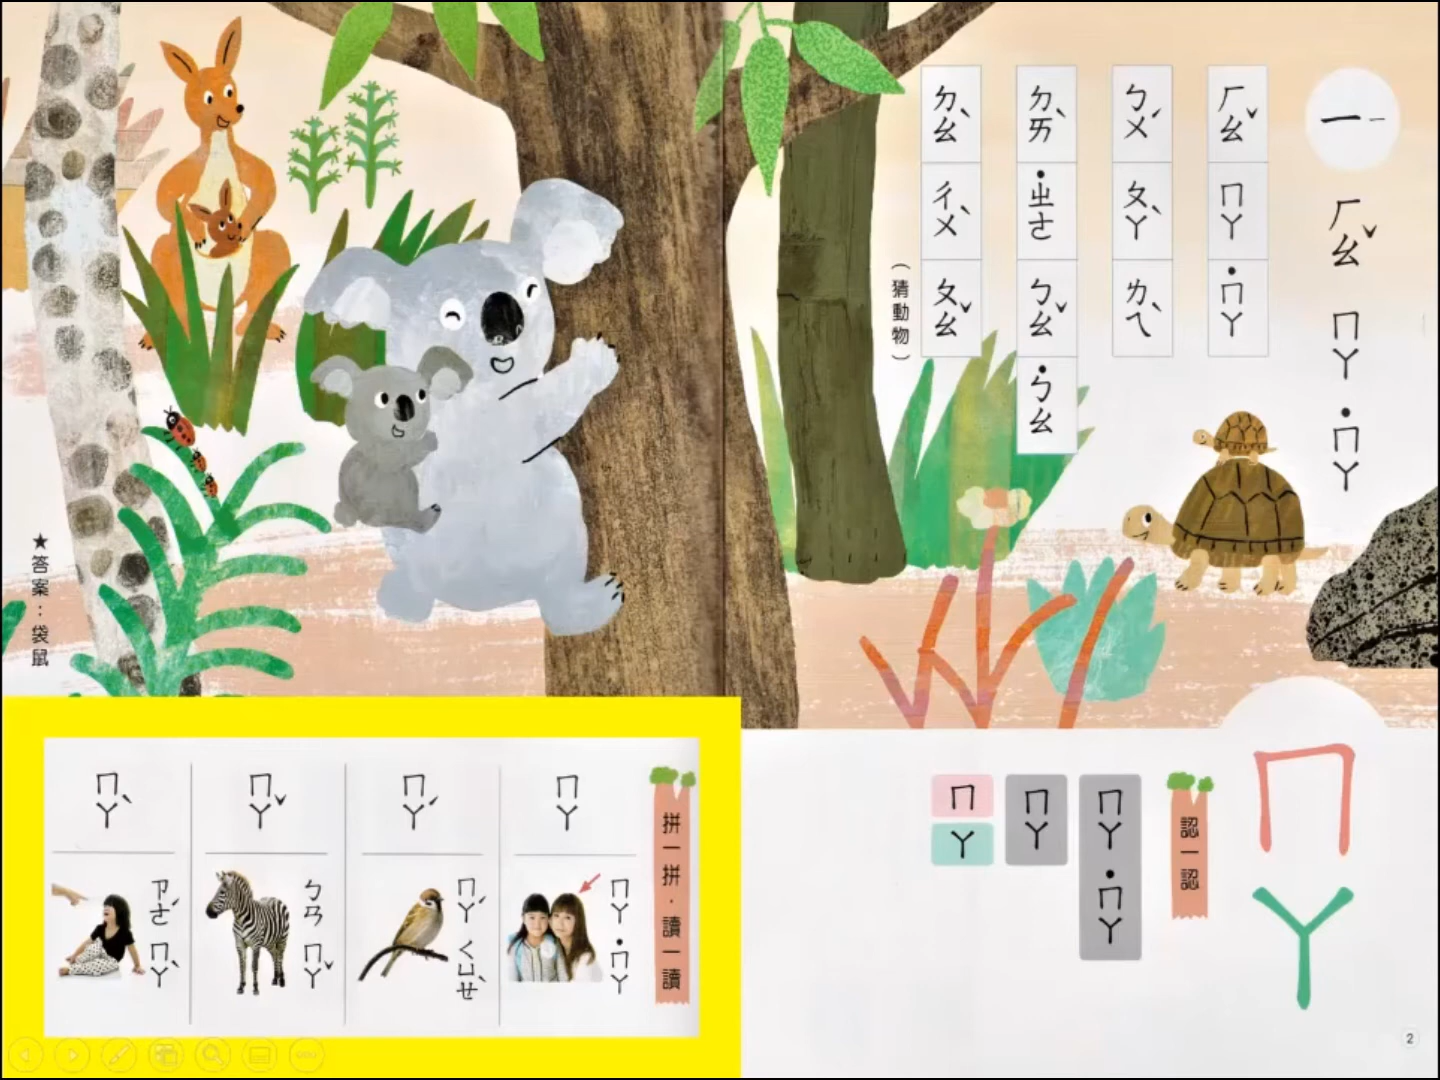 一 ㄧ
ㄏㄠˇ ㄇㄚ ˙ㄇㄚ
ㄏㄠˇ ㄇㄚ ˙ㄇㄚ
ㄅㄨˊ ㄆㄚˋ ㄌㄟˋ
ㄉㄞˋ ˙ㄓㄜ ㄅㄠˇ ˙ㄅㄠ
ㄉㄠˋ ㄔㄨˋ ㄆㄠˇ
(猜動物)
★答案:袋鼠
ㄇㄚ
認一認
ㄇㄚ ˙ㄇㄚ
ㄇㄚ
ㄇ ㄚ
2
拼一拼.讀一讀
ㄇㄚ
ㄇㄚ ˙ㄇㄚ
ㄇㄚˊ
ㄇㄚˊ ㄑㄩㄝˋ
ㄇㄚˇ
ㄅㄢ ㄇㄚˇ
ㄇㄚˋ
ㄗㄜˊ ㄇㄚˋ